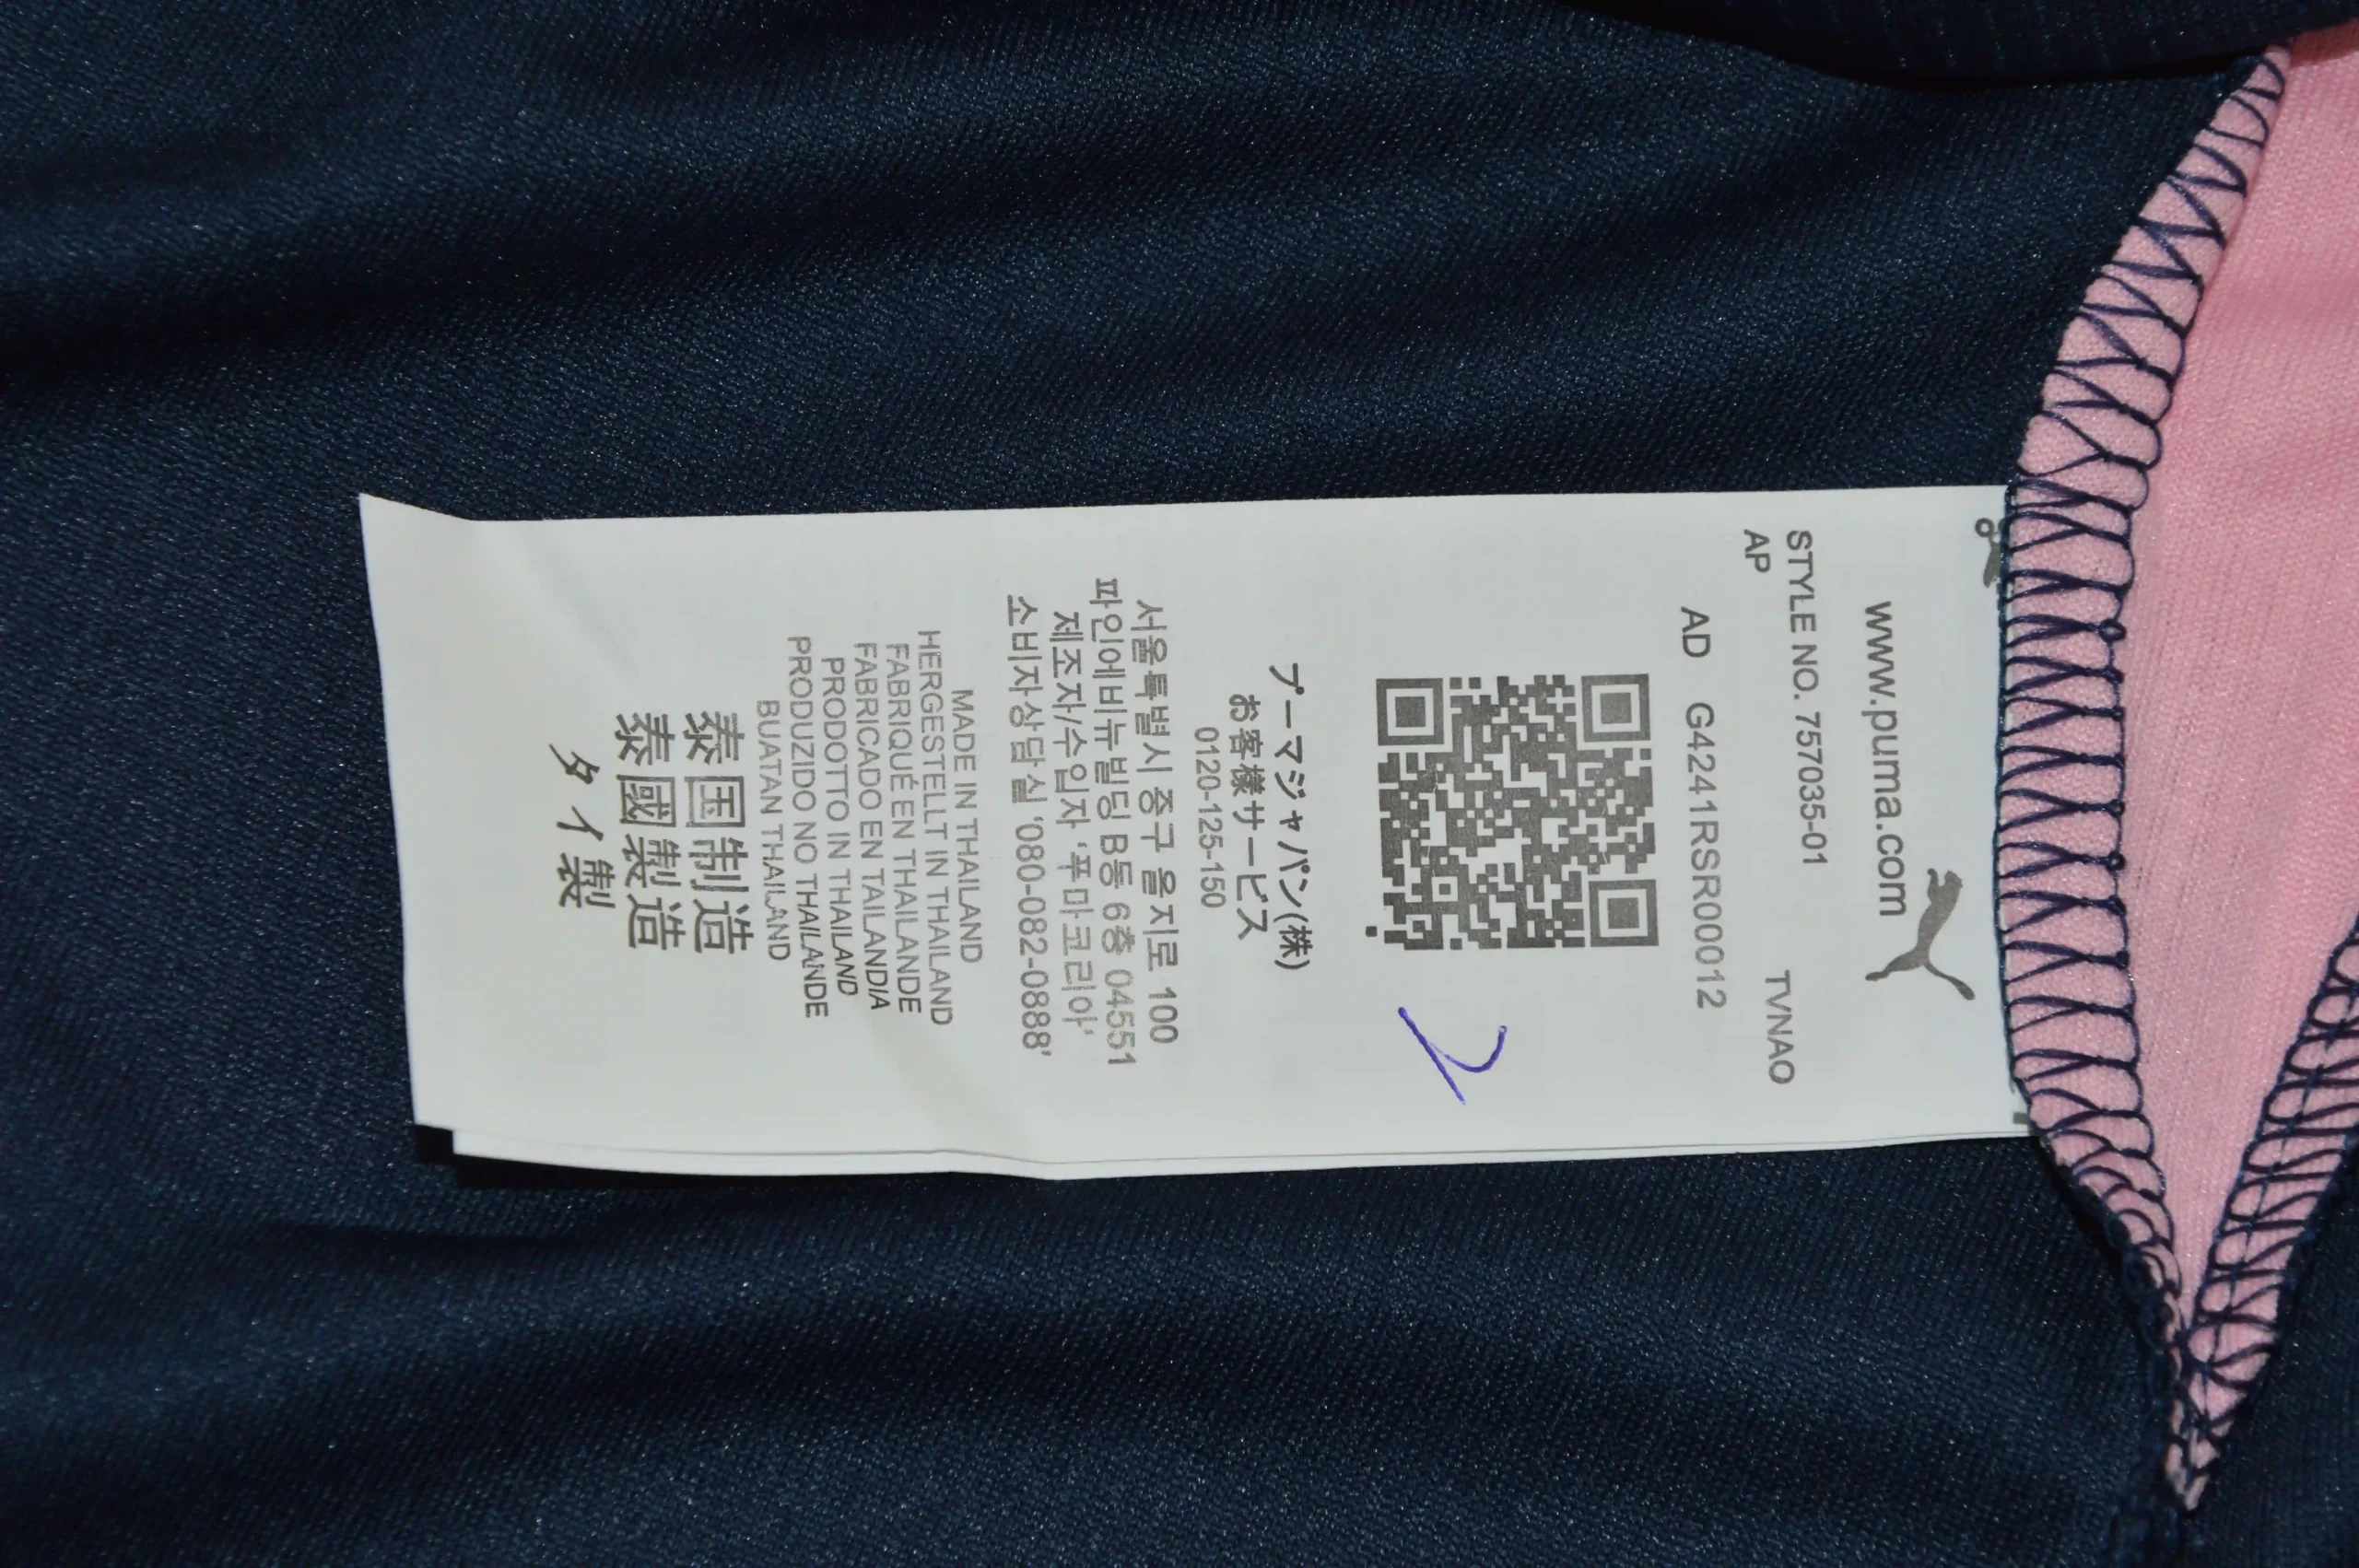 www.puma.com
STYLE NO. 757035-01
AP TVNAO
AD G4241RSR00012
プーマジャパン(株)
お客様サービス
0120-125-150
서울특별시 중구 을지로 100
파인에비뉴빌딩 B동 6층 04551
제조자/수입자 '푸마코리아'
소비자상담실 '080-082-0888'
MADE IN THAILAND
HERGESTELLT IN THAILAND
FABRIQUÉ EN THAILANDE
FABRICADO EN TAILANDIA
PRODOTTO IN THAILAND
PRODUZIDO NO THAILANDE
BUATAN THAILAND
泰国制造
泰國製造
タイ製